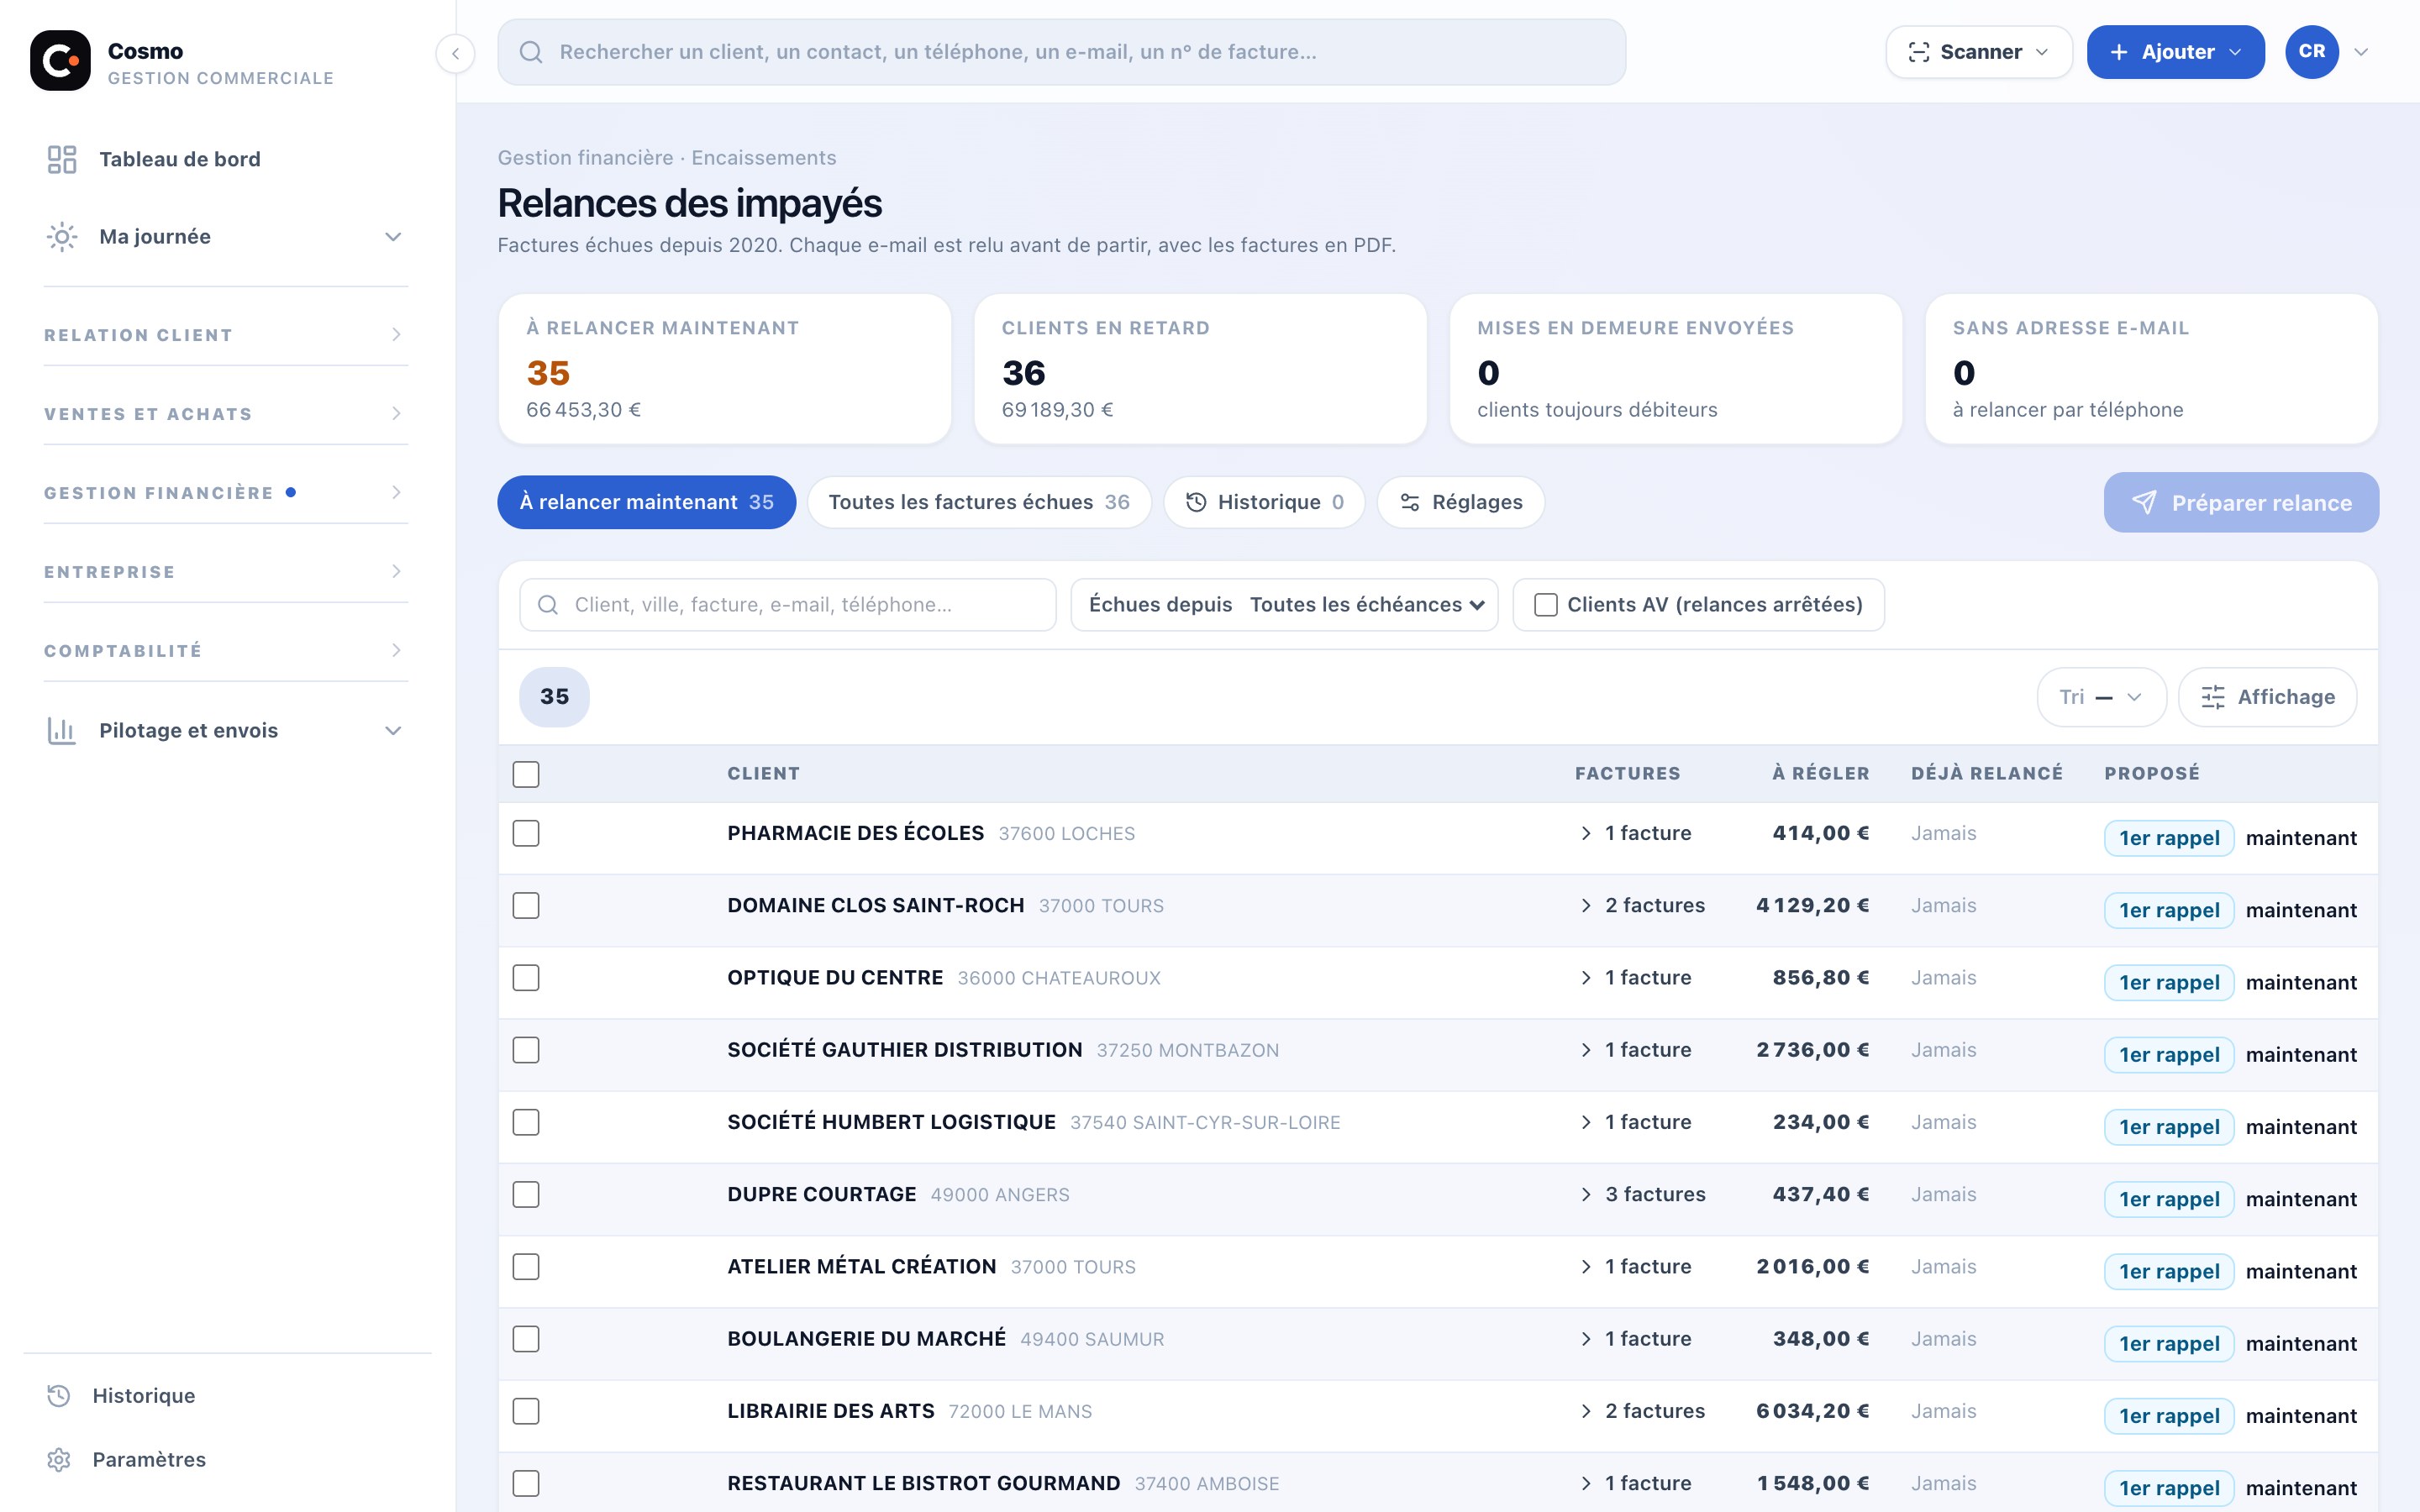 Cosmo
GESTION COMMERCIALE
Rechercher un client, un contact, un téléphone, un e-mail, un n° de facture...
Scanner
Ajouter
CR
Tableau de bord
Ma journée
RELATION CLIENT
VENTES ET ACHATS
GESTION FINANCIÈRE
ENTREPRISE
COMPTABILITÉ
Pilotage et envois
Historique
Paramètres
Gestion financière · Encaissements
Relances des impayés
Factures échues depuis 2020. Chaque e-mail est relu avant de partir, avec les factures en PDF.
À RELANCER MAINTENANT
35
66 453,30 €
CLIENTS EN RETARD
36
69 189,30 €
MISES EN DEMEURE ENVOYÉES
0
clients toujours débiteurs
SANS ADRESSE E-MAIL
0
à relancer par téléphone
À relancer maintenant 35
Toutes les factures échues 36
Historique 0
Réglages
Préparer relance
Client, ville, facture, e-mail, téléphone...
Échues depuis Toutes les échéances
Clients AV (relances arrêtées)
35
Tri —
Affichage
CLIENT FACTURES À RÉGLER DÉJÀ RELANCÉ PROPOSÉ
PHARMACIE DES ÉCOLES 37600 LOCHES 1 facture 414,00 € Jamais 1er rappel maintenant
DOMAINE CLOS SAINT-ROCH 37000 TOURS 2 factures 4 129,20 € Jamais 1er rappel maintenant
OPTIQUE DU CENTRE 36000 CHATEAUROUX 1 facture 856,80 € Jamais 1er rappel maintenant
SOCIÉTÉ GAUTHIER DISTRIBUTION 37250 MONTBAZON 1 facture 2 736,00 € Jamais 1er rappel maintenant
SOCIÉTÉ HUMBERT LOGISTIQUE 37540 SAINT-CYR-SUR-LOIRE 1 facture 234,00 € Jamais 1er rappel maintenant
DUPRE COURTAGE 49000 ANGERS 3 factures 437,40 € Jamais 1er rappel maintenant
ATELIER MÉTAL CRÉATION 37000 TOURS 1 facture 2 016,00 € Jamais 1er rappel maintenant
BOULANGERIE DU MARCHÉ 49400 SAUMUR 1 facture 348,00 € Jamais 1er rappel maintenant
LIBRAIRIE DES ARTS 72000 LE MANS 2 factures 6 034,20 € Jamais 1er rappel maintenant
RESTAURANT LE BISTROT GOURMAND 37400 AMBOISE 1 facture 1 548,00 € Jamais 1er rappel maintenant